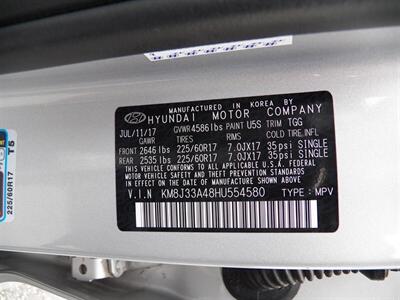 MANUFACTURED IN KOREA BY
HYUNDAI MOTOR COMPANY
JUL/11/17 GVWR4586lbs PAINT U5S TRIM TGG
GAWR TIRES RIMS COLD TIRE.INFL
FRONT 2646 lbs 225/60R17 7.0JX17 35psi SINGLE
REAR 2535 lbs 225/60R17 7.0JX17 35psi SINGLE
THIS VEHICLE CONFORMS TO ALL APPLICABLE U.S.A. FEDERAL
MOTOR VEHICLE SAFETY AND THEFT PREVENTION
STANDARDS IN EFFECT ON THE DATE OF MANUFACTURE
SHOWN ABOVE.
V.I.N KM8J33A48HU554580 TYPE : MPV
225/60R17